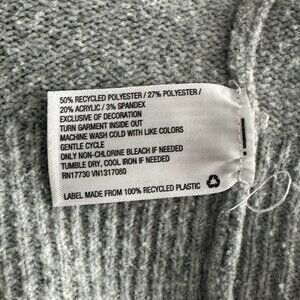 50% RECYCLED POLYESTER / 27% POLYESTER /
20% ACRYLIC / 3% SPANDEX
EXCLUSIVE OF DECORATION
TURN GARMENT INSIDE OUT
MACHINE WASH COLD WITH LIKE COLORS
GENTLE CYCLE
ONLY NON-CHLORINE BLEACH IF NEEDED
TUMBLE DRY, COOL IRON IF NEEDED
RN17730 VN1317080
LABEL MADE FROM 100% RECYCLED PLASTIC